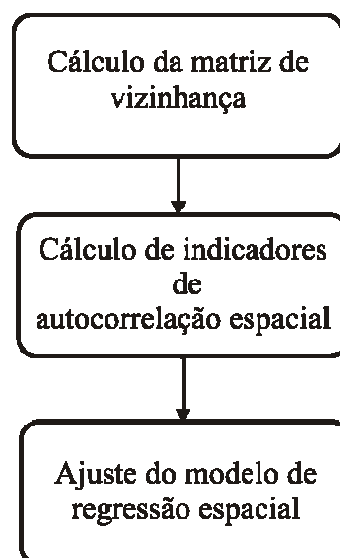 Cálculo da matriz de
vizinhança
Cálculo de indicadores
de
autocorrelação espacial
Ajuste do modelo de
regressão espacial